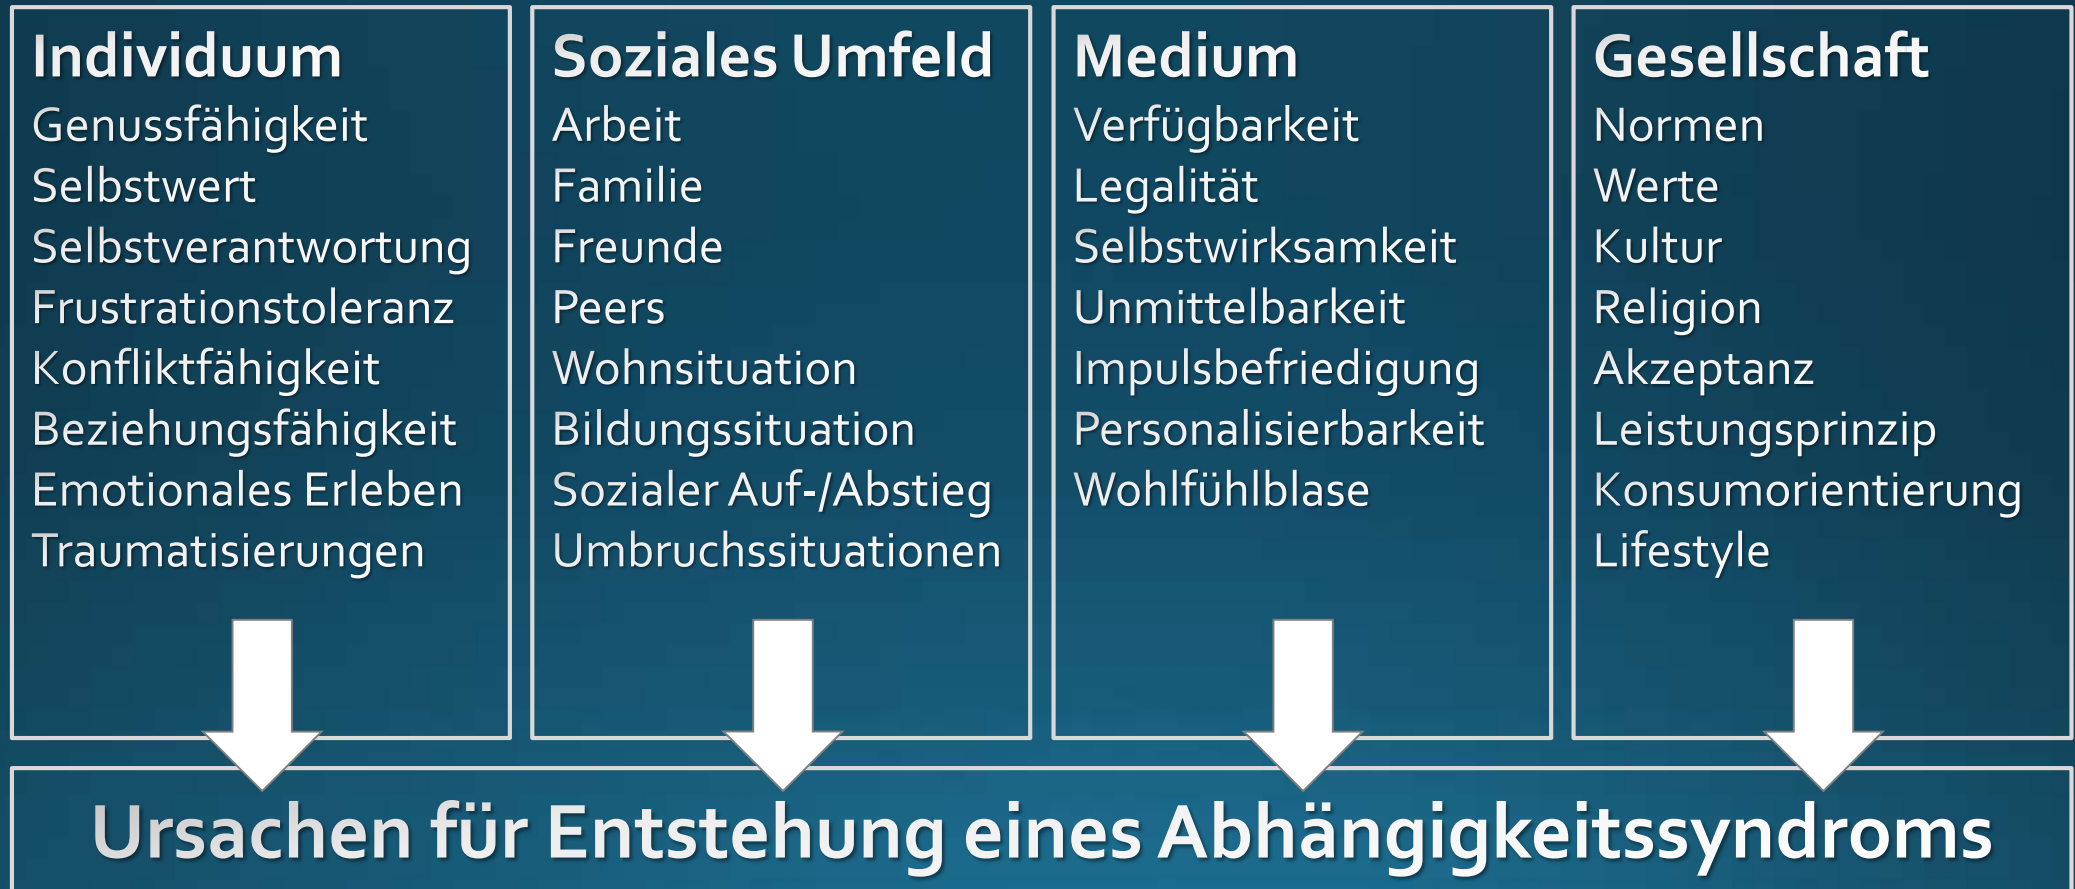 Individuum
Genussfähigkeit
Selbstwert
Selbstverantwortung
Frustrationstoleranz
Konfliktfähigkeit
Beziehungsfähigkeit
Emotionales Erleben
Traumatisierungen
Soziales Umfeld
Arbeit
Familie
Freunde
Peers
Wohnsituation
Bildungssituation
Sozialer Auf-/Abstieg
Umbruchssituationen
Medium
Verfügbarkeit
Legalität
Selbstwirksamkeit
Unmittelbarkeit
Impulsbefriedigung
Personalisierbarkeit
Wohlfühlblase
Gesellschaft
Normen
Werte
Kultur
Religion
Akzeptanz
Leistungsprinzip
Konsumorientierung
Lifestyle
Ursachen für Entstehung eines Abhängigkeitssyndroms